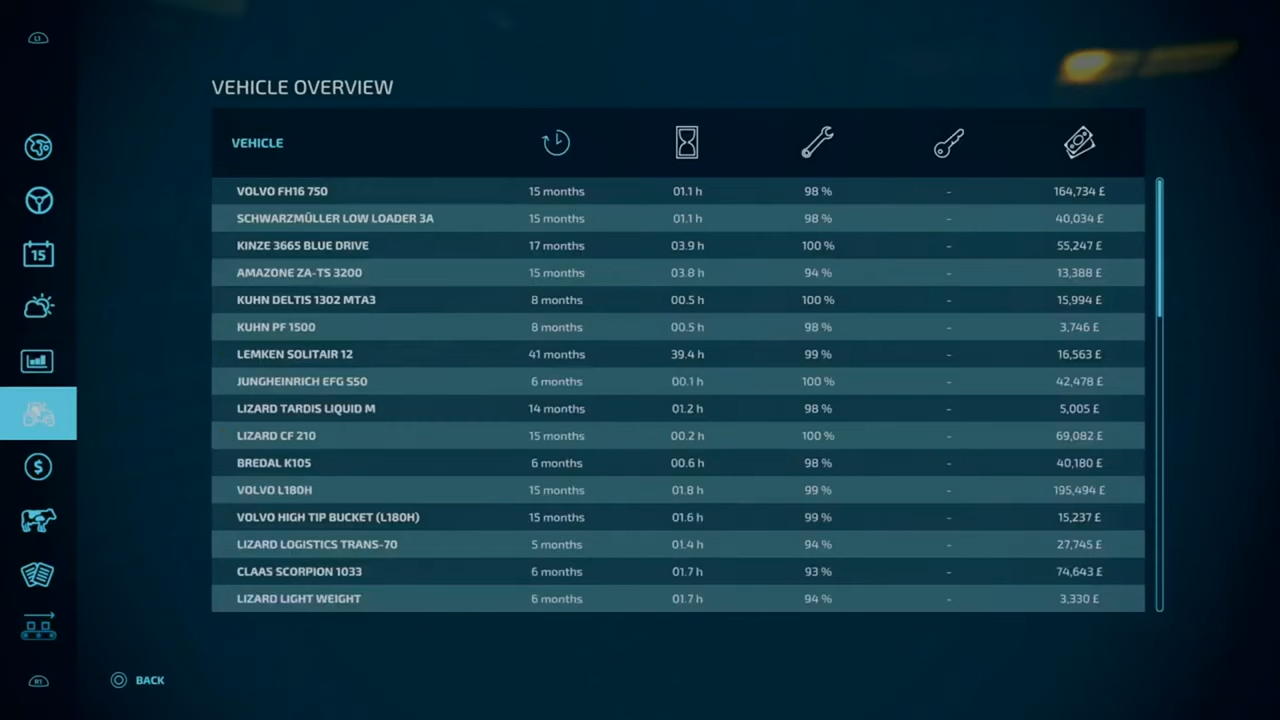 L1
VEHICLE OVERVIEW
VEHICLE
VOLVO FH16 750 15 months 01.1 h 98 % - 164,734 £
SCHWARZMÜLLER LOW LOADER 3A 15 months 01.1 h 98 % - 40,034 £
KINZE 3665 BLUE DRIVE 17 months 03.9 h 100 % - 55,247 £
AMAZONE ZA-TS 3200 15 months 03.8 h 94 % - 13,388 £
KUHN DELTIS 1302 MTA3 8 months 00.5 h 100 % - 15,994 £
KUHN PF 1500 8 months 00.5 h 98 % - 3,746 £
LEMKEN SOLITAIR 12 41 months 39.4 h 99 % - 16,563 £
JUNGHEINRICH EFG S50 6 months 00.1 h 100 % - 42,478 £
LIZARD TARDIS LIQUID M 14 months 01.2 h 98 % - 5,005 £
LIZARD CF 210 15 months 00.2 h 100 % - 69,082 £
BREDAL K105 6 months 00.6 h 98 % - 40,180 £
VOLVO L180H 15 months 01.8 h 99 % - 195,494 £
VOLVO HIGH TIP BUCKET (L180H) 15 months 01.6 h 99 % - 15,237 £
LIZARD LOGISTICS TRANS-70 5 months 01.4 h 94 % - 27,745 £
CLAAS SCORPION 1033 6 months 01.7 h 93 % - 74,643 £
LIZARD LIGHT WEIGHT 6 months 01.7 h 94 % - 3,330 £
15
$
R1
BACK